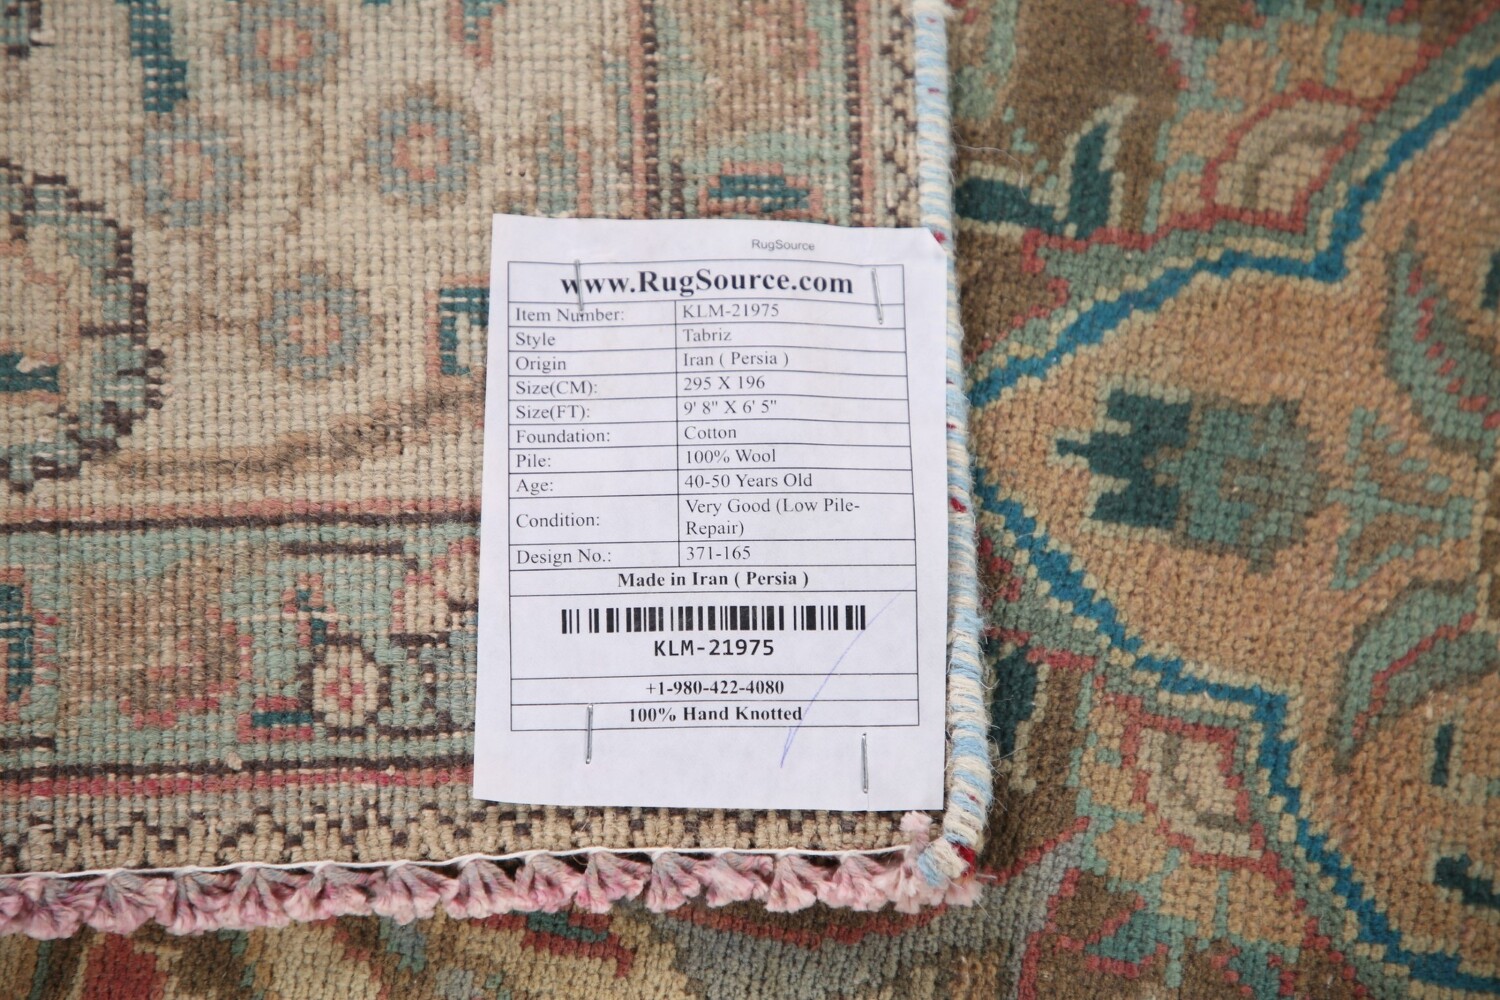 RugSource
www.RugSource.com
Item Number: KLM-21975
Style Tabriz
Origin Iran ( Persia )
Size(CM): 295 X 196
Size(FT): 9' 8" X 6' 5"
Foundation: Cotton
Pile: 100% Wool
Age: 40-50 Years Old
Condition: Very Good (Low Pile-
Repair)
Design No.: 371-165
Made in Iran ( Persia )
KLM-21975
+1-980-422-4080
100% Hand Knotted